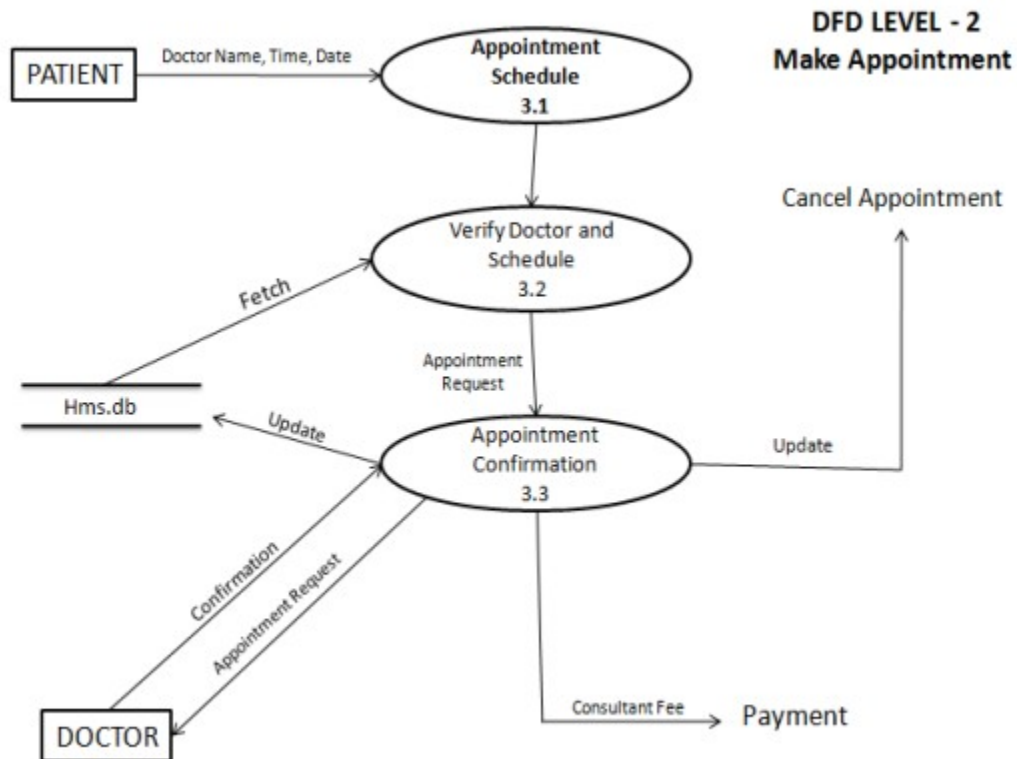 DFD LEVEL - 2
Make Appointment
PATIENT
Doctor Name, Time, Date
Appointment
Schedule
3.1
Cancel Appointment
Verify Doctor and
Schedule
3.2
Fetch
Appointment
Request
Hms.db
Update
Appointment
Confirmation
3.3
Update
Confirmation
Appointment Request
Consultant Fee
Payment
DOCTOR